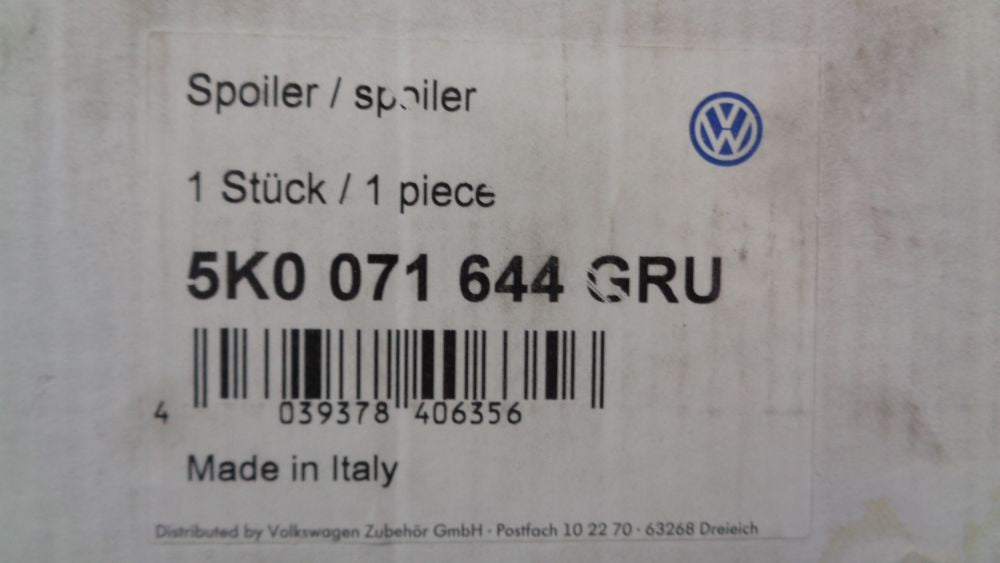 Spoiler / spoiler
1 Stück / 1 piece
5K0 071 644 GRU
4 039378 406356
Made in Italy
Distributed by Volkswagen Zubehör GmbH · Postfach 10 22 70 · 63268 Dreieich